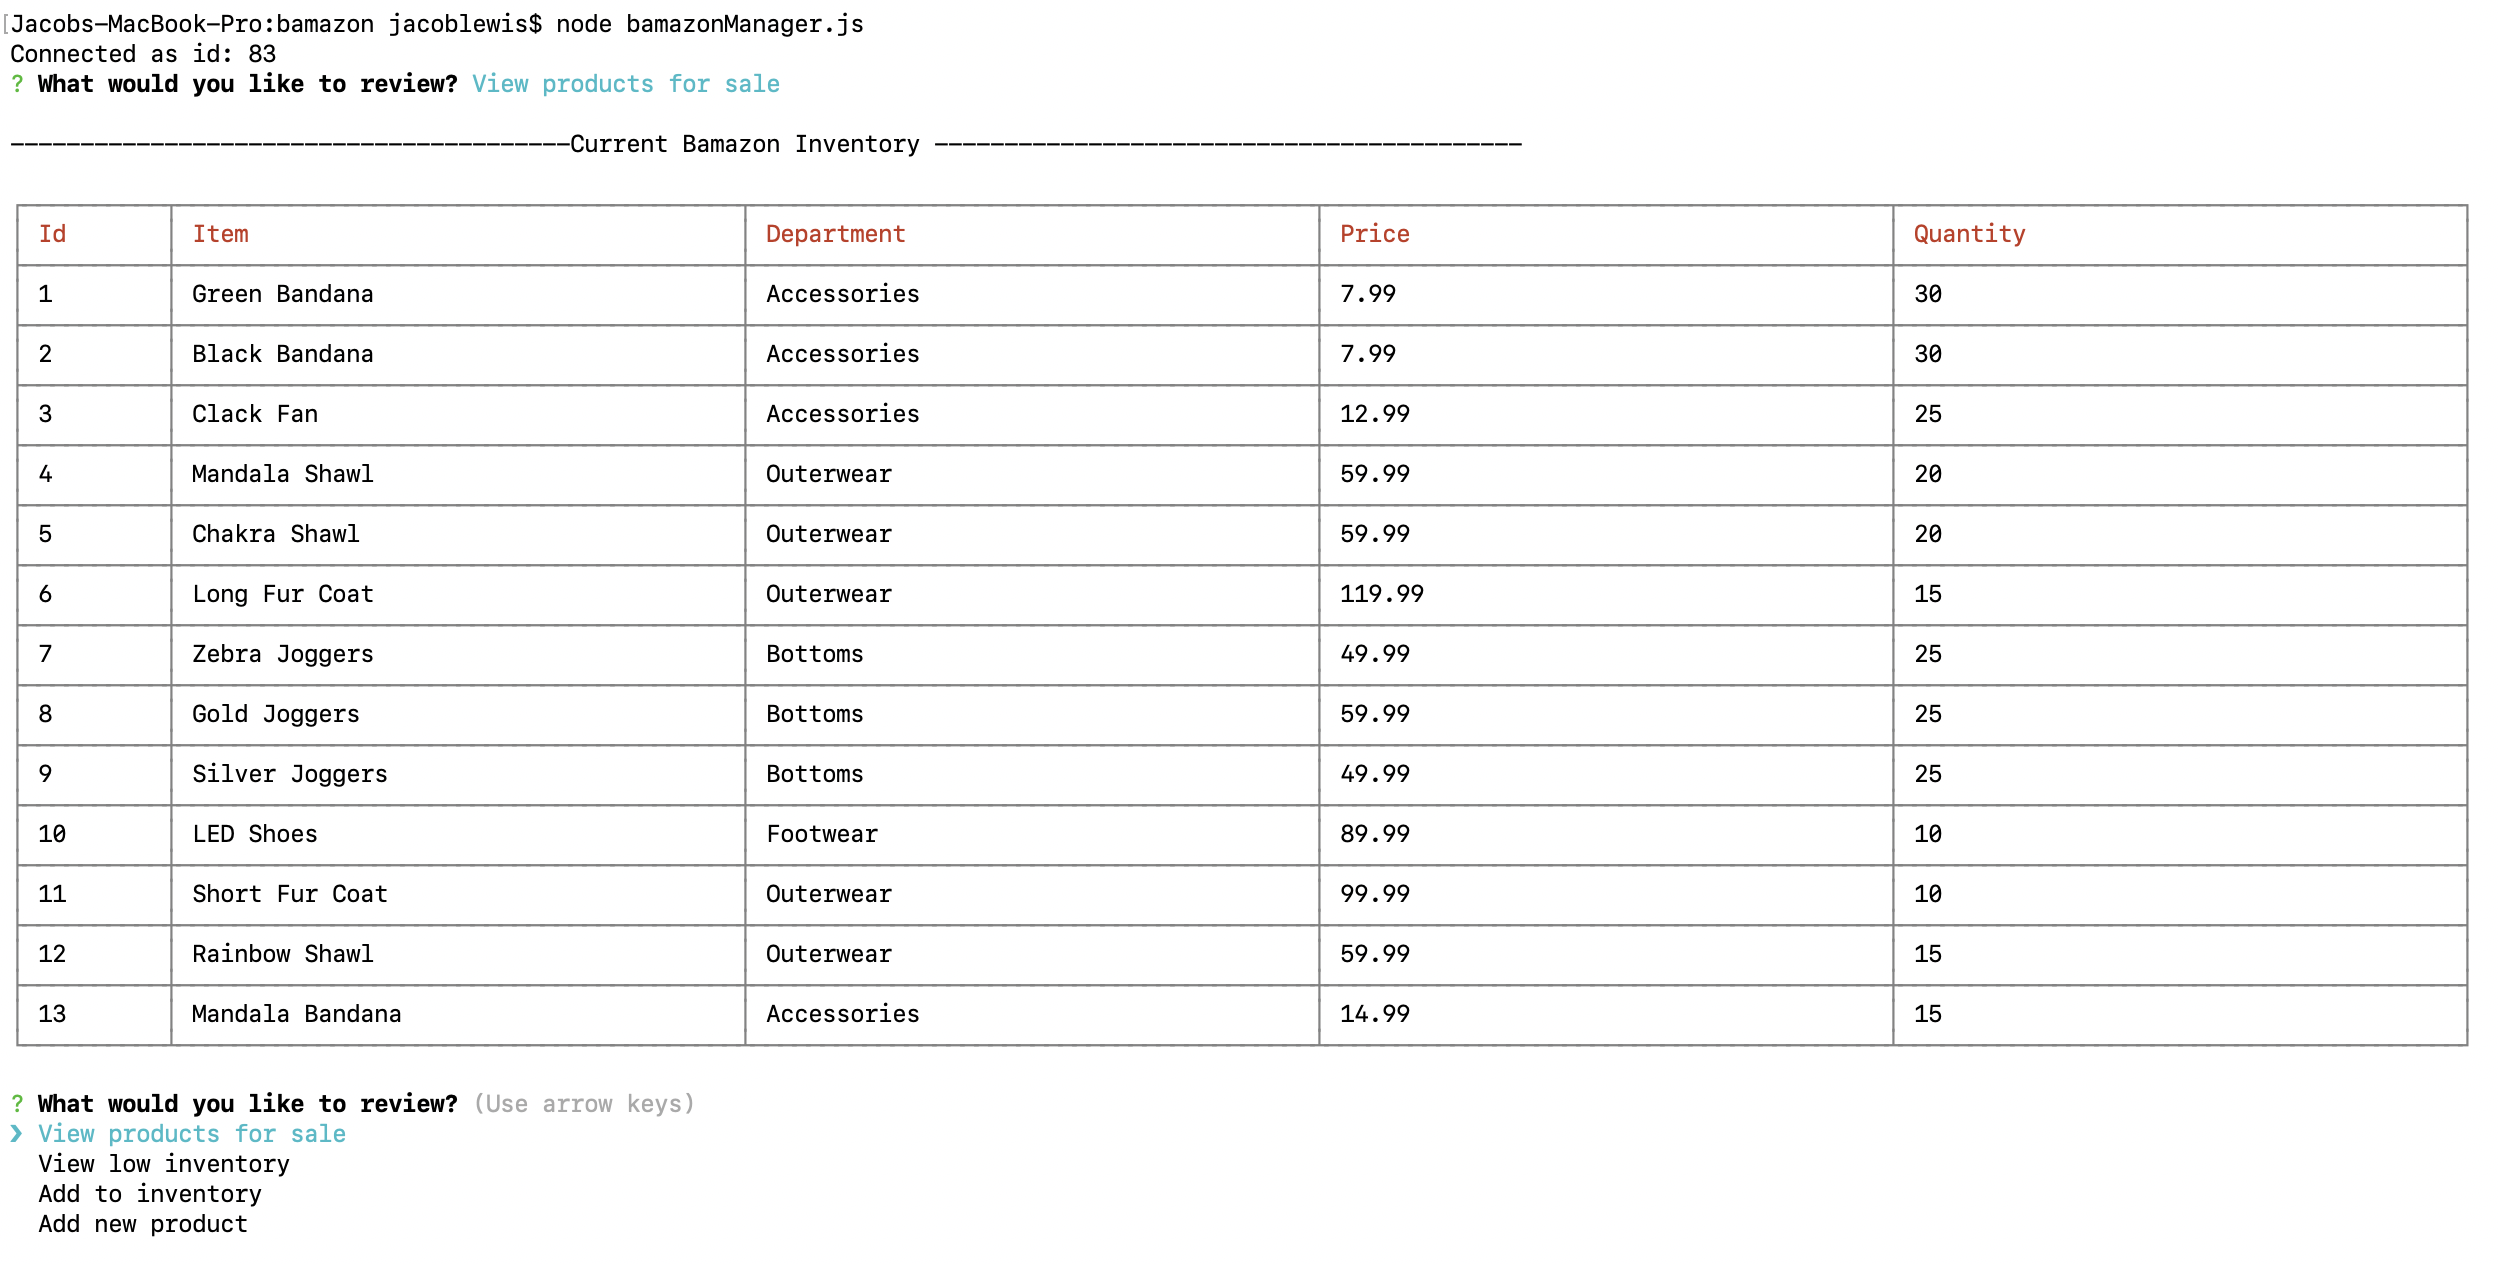 [Jacobs-MacBook-Pro:bamazon jacoblewis$ node bamazonManager.js
Connected as id: 83
? What would you like to review? View products for sale
----------------------------------------Current Bamazon Inventory ------------------------------------------
Id Item Department Price Quantity
1 Green Bandana Accessories 7.99 30
2 Black Bandana Accessories 7.99 30
3 Clack Fan Accessories 12.99 25
4 Mandala Shawl Outerwear 59.99 20
5 Chakra Shawl Outerwear 59.99 20
6 Long Fur Coat Outerwear 119.99 15
7 Zebra Joggers Bottoms 49.99 25
8 Gold Joggers Bottoms 59.99 25
9 Silver Joggers Bottoms 49.99 25
10 LED Shoes Footwear 89.99 10
11 Short Fur Coat Outerwear 99.99 10
12 Rainbow Shawl Outerwear 59.99 15
13 Mandala Bandana Accessories 14.99 15
? What would you like to review? (Use arrow keys)
❯ View products for sale
View low inventory
Add to inventory
Add new product